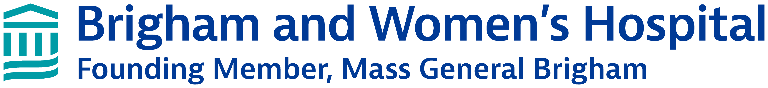 Brigham and Women’s Hospital
Founding Member, Mass General Brigham